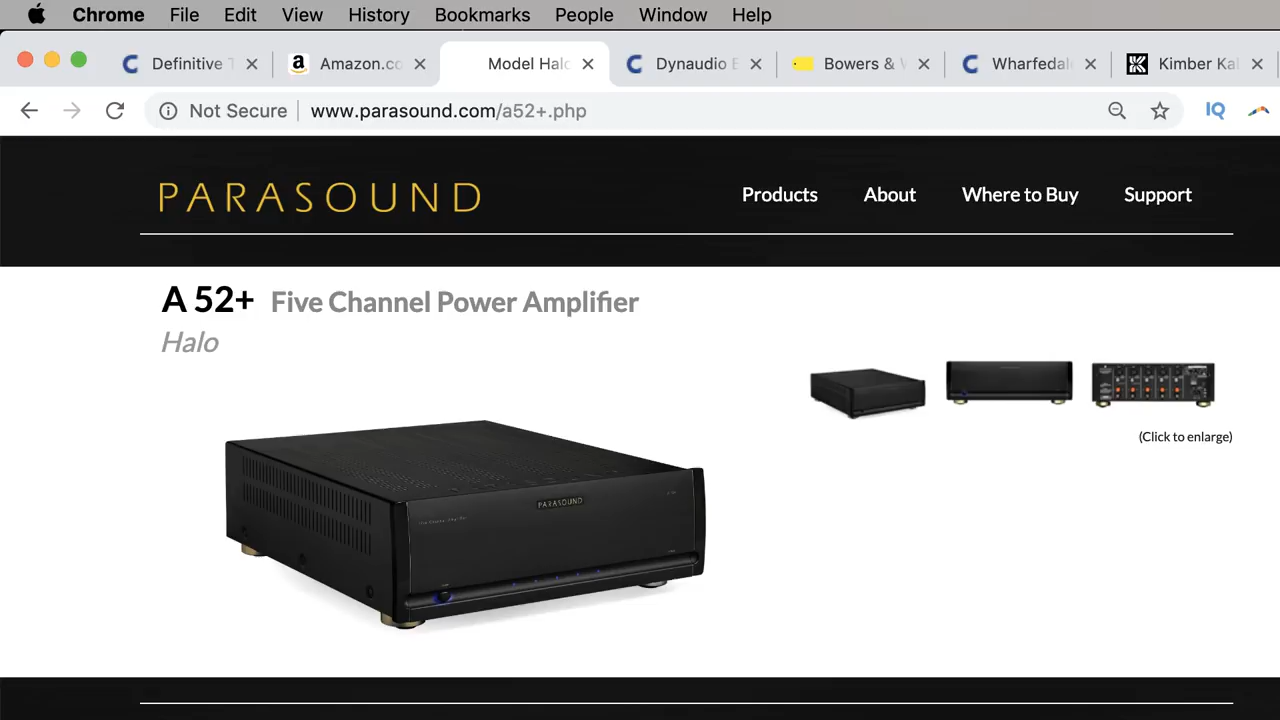 Chrome File Edit View History Bookmarks People Window Help
Definitive T Amazon.co Model Halo Dynaudio E Bowers & W Wharfedale Kimber Kal
Not Secure www.parasound.com/a52+.php IQ
PARASOUND
Products About Where to Buy Support
A 52+ Five Channel Power Amplifier
Halo
(Click to enlarge)
PARASOUND